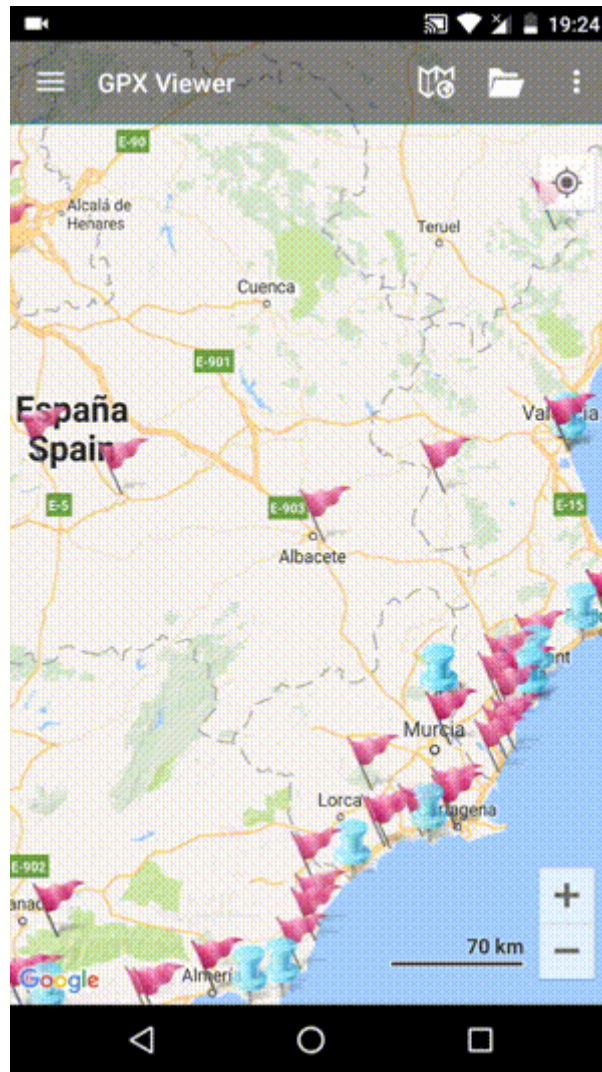 19:24
GPX Viewer
E-90
Alcalá de
Henares
Teruel
Cuenca
E-901
España
Spain
E-5
E-903
E-15
Albacete
Murcia
Lorca
E-902
70 km
Almería
Google